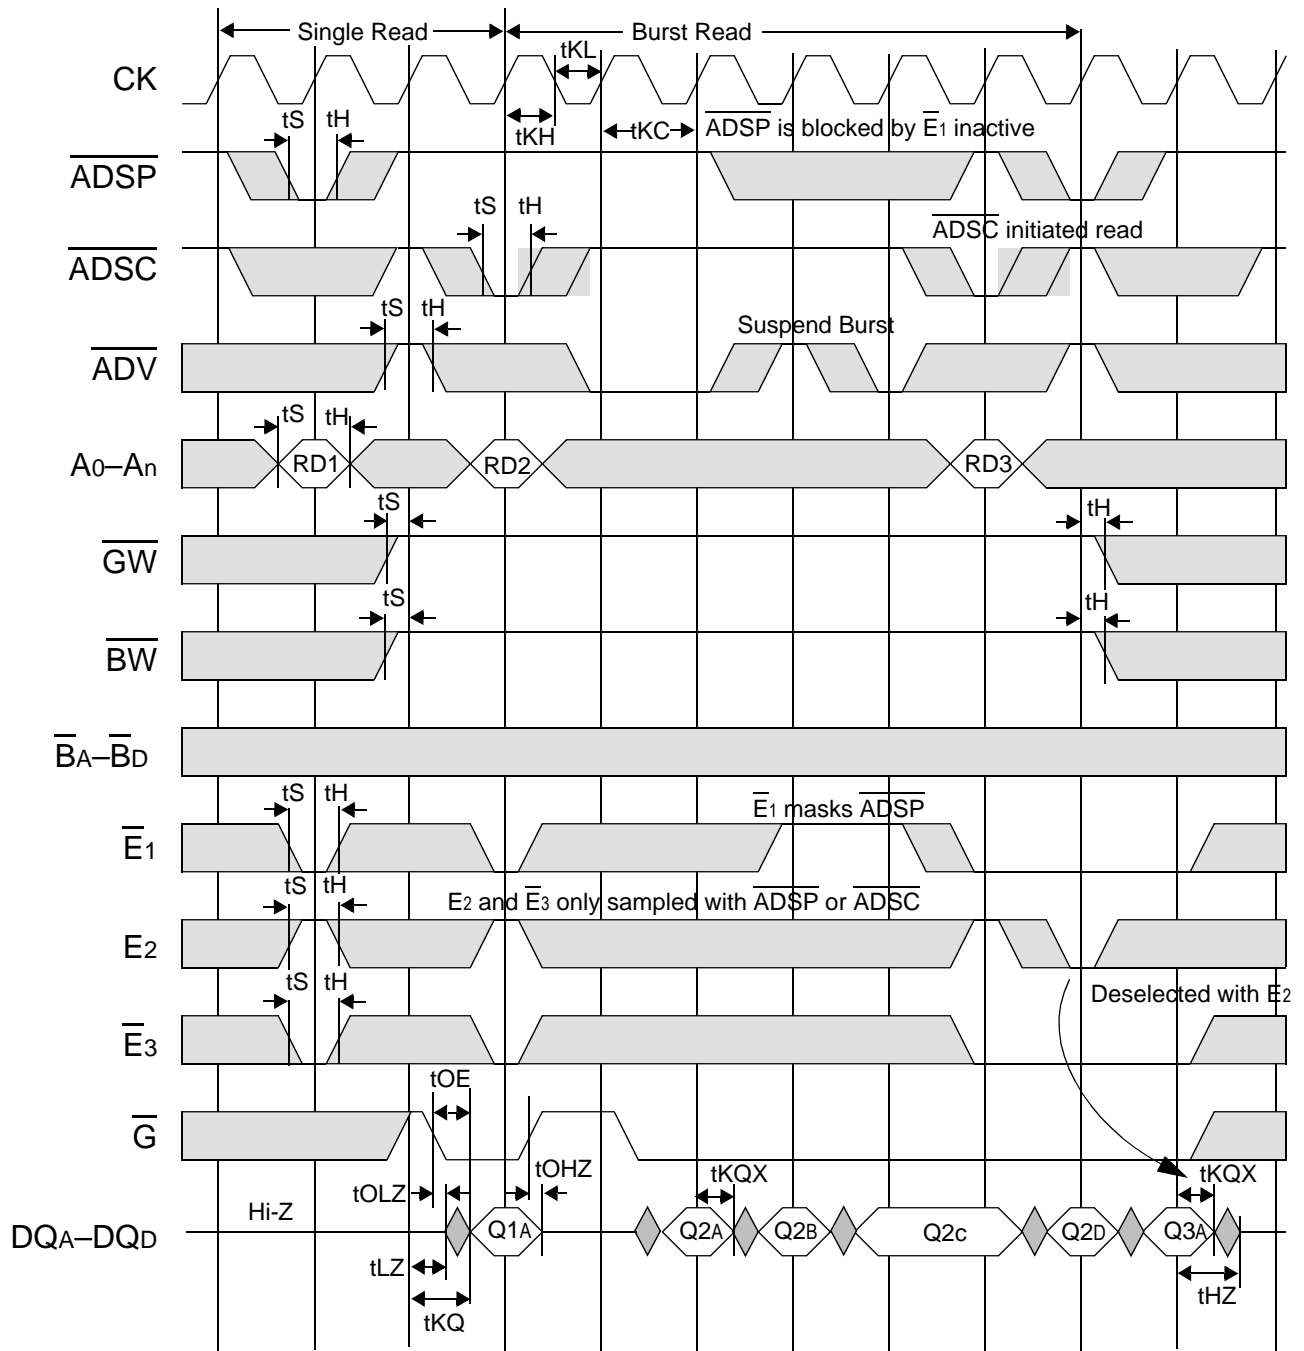 Single Read
Burst Read
CK
tKL
tKH
tKC
ADSP is blocked by E1 inactive
ADSP
tS
tH
ADSC
tS
tH
ADSC initiated read
ADV
tS
tH
Suspend Burst
A0–An
tS
tH
RD1
RD2
RD3
GW
tS
tH
BW
tS
tH
BA–BD
E1
tS
tH
E1 masks ADSP
E2
tS
tH
E2 and E3 only sampled with ADSP or ADSC
E3
tS
tH
Deselected with E2
G
tOE
tOHZ
tKQX
tKQX
tOLZ
DQA–DQD
Hi-Z
Q1A
Q2A
Q2B
Q2C
Q2D
Q3A
tLZ
tHZ
tKQ